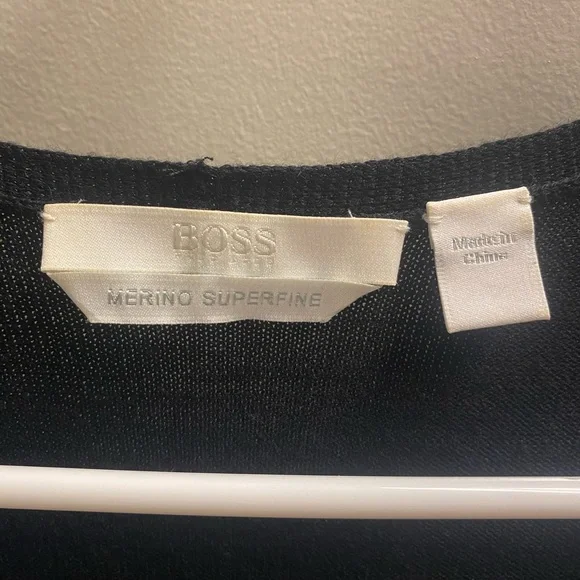 BOSS
MERINO SUPERFINE
Made in
China